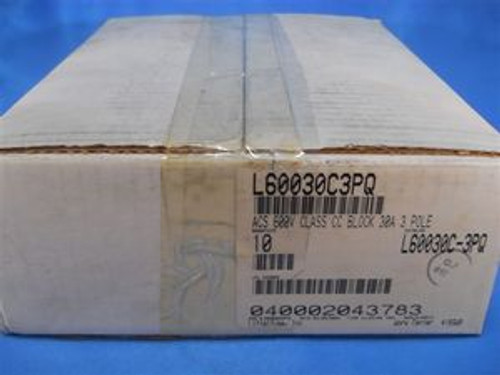 L60030C3PQ
ACS 600V CLASS CC BLOCK 30A 3 POLE
10 L60030C-3PQ
040002043783